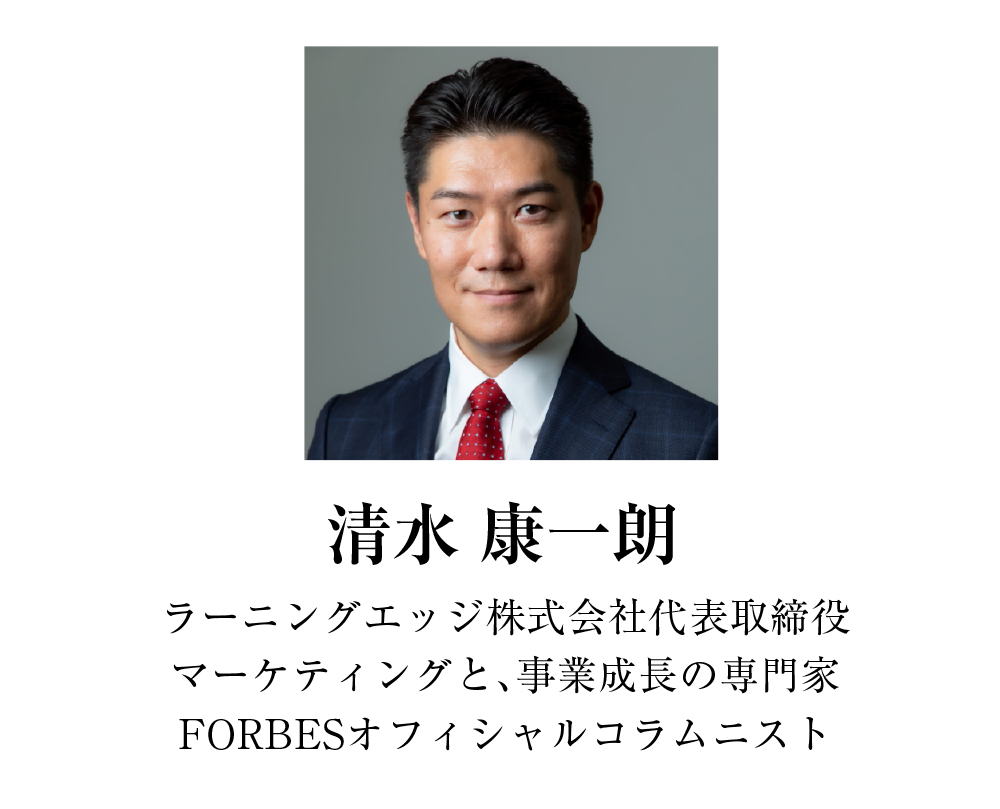 清水 康一朗
ラーニングエッジ株式会社代表取締役
マーケティングと、事業成長の専門家
FORBESオフィシャルコラムニスト